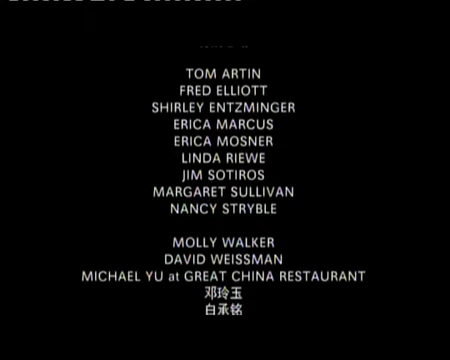 TOM ARTIN
FRED ELLIOTT
SHIRLEY ENTZMINGER
ERICA MARCUS
ERICA MOSNER
LINDA RIEWE
JIM SOTIROS
MARGARET SULLIVAN
NANCY STRYBLE
MOLLY WALKER
DAVID WEISSMAN
MICHAEL YU at GREAT CHINA RESTAURANT
邓玲玉
白承铭